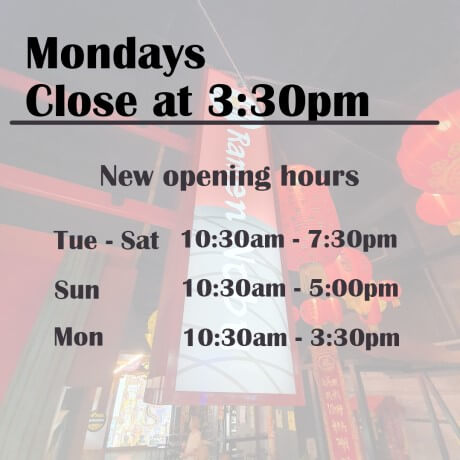 Mondays
Close at 3:30pm
New opening hours
Tue - Sat 10:30am - 7:30pm
Sun 10:30am - 5:00pm
Mon 10:30am - 3:30pm
Ramen